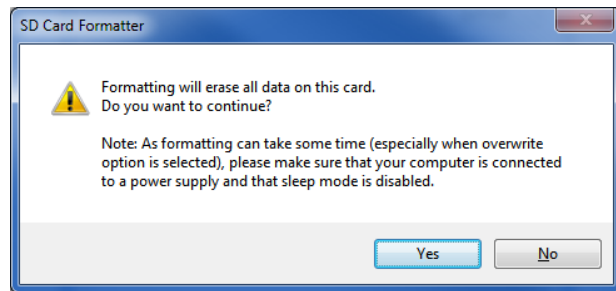 SD Card Formatter
Formatting will erase all data on this card.
Do you want to continue?
Note: As formatting can take some time (especially when overwrite
option is selected), please make sure that your computer is connected
to a power supply and that sleep mode is disabled.
Yes
No